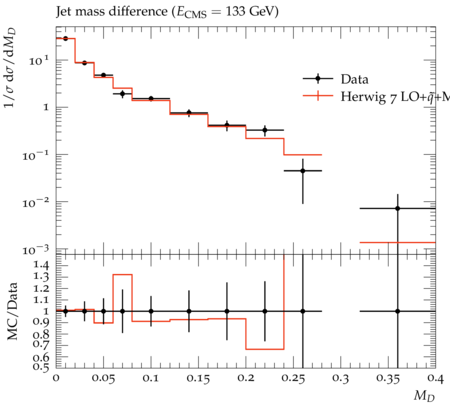 Jet mass difference (E_CMS = 133 GeV)
1/σ dσ/dM_D
10^1
1
10^−1
10^−2
10^−3
Data
Herwig 7 LO+q̃+M
MC/Data
1.4
1.3
1.2
1.1
1
0.9
0.8
0.7
0.6
0.5
0 0.05 0.1 0.15 0.2 0.25 0.3 0.35 0.4
M_D